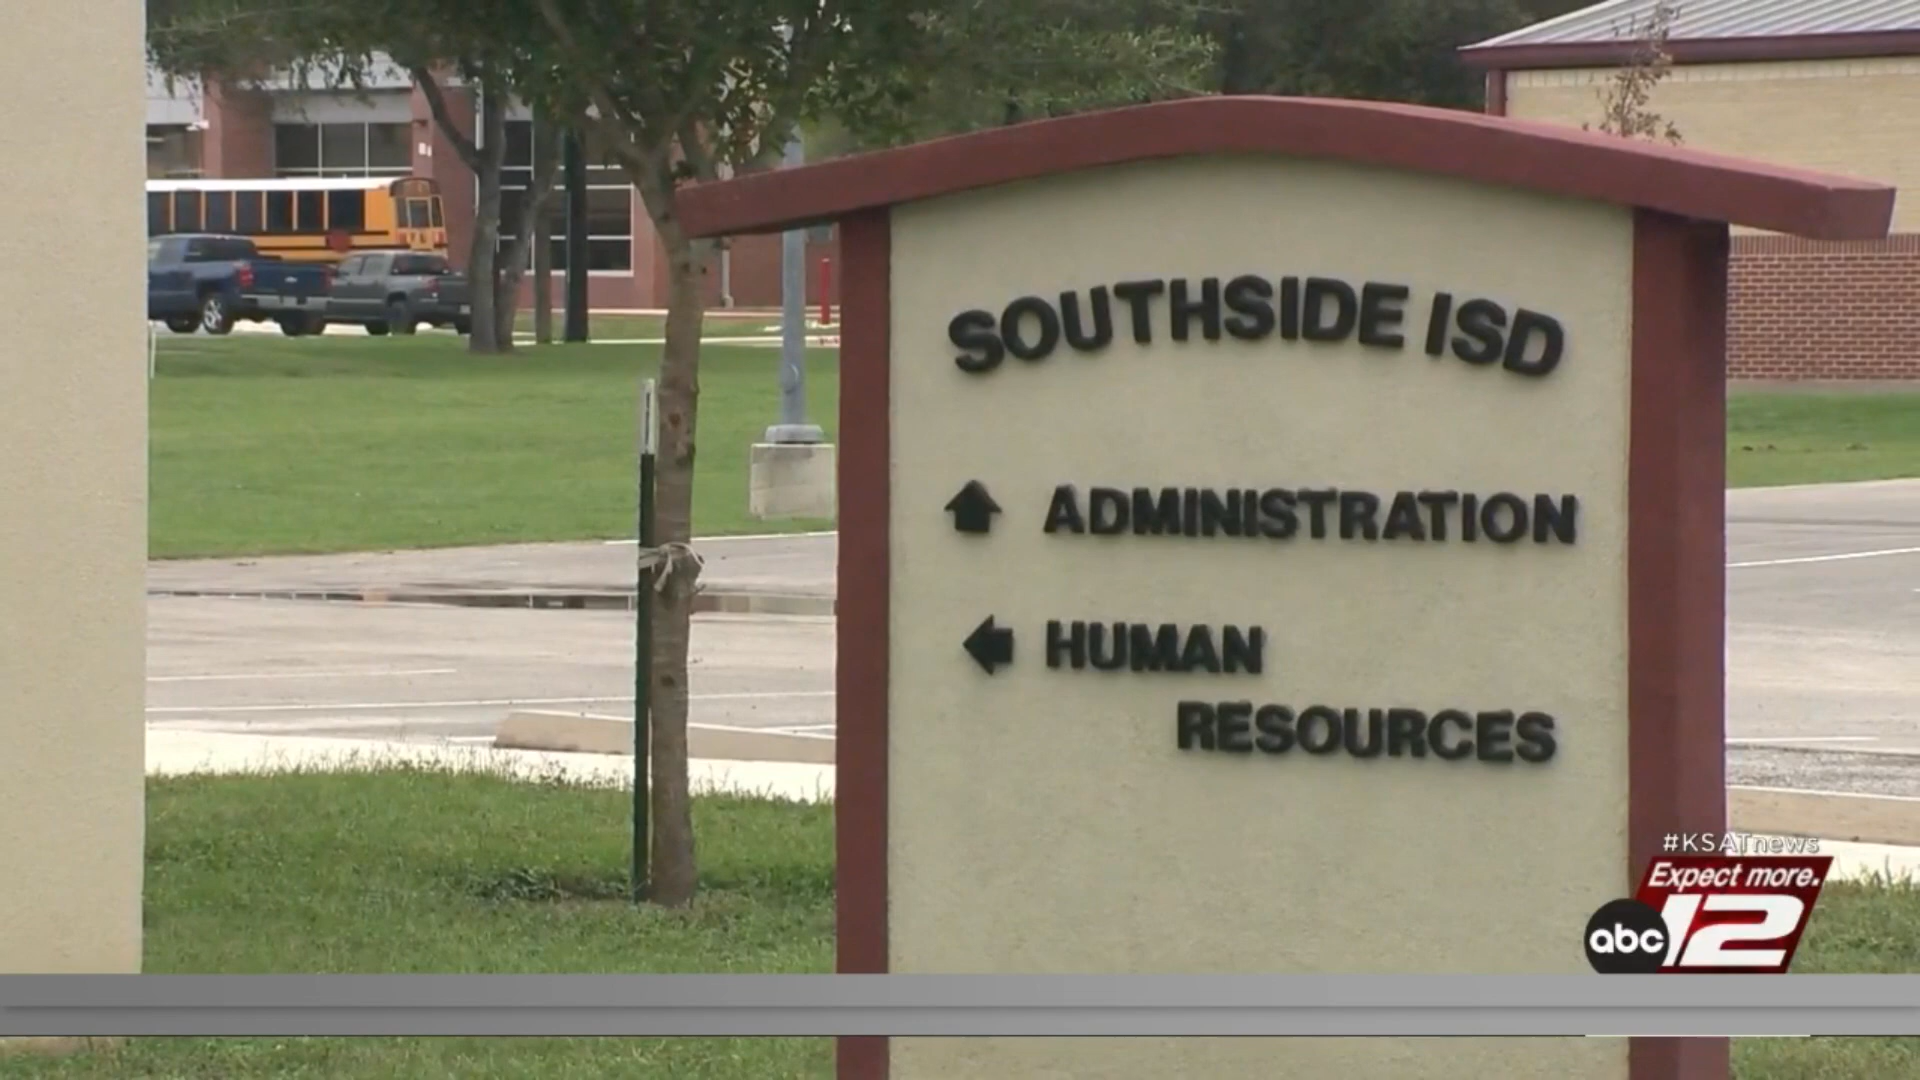 SOUTHSIDE ISD
ADMINISTRATION
HUMAN
RESOURCES
#KSATnews
Expect more.
abc 12